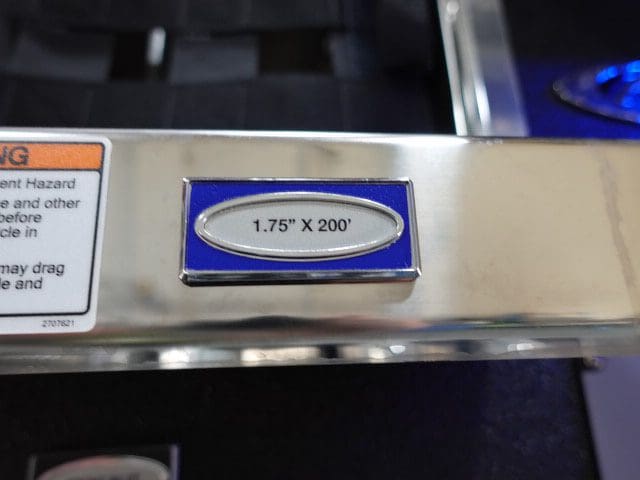 NG
ent Hazard
e and other
before
cle in
may drag
le and
2707621
1.75” X 200’